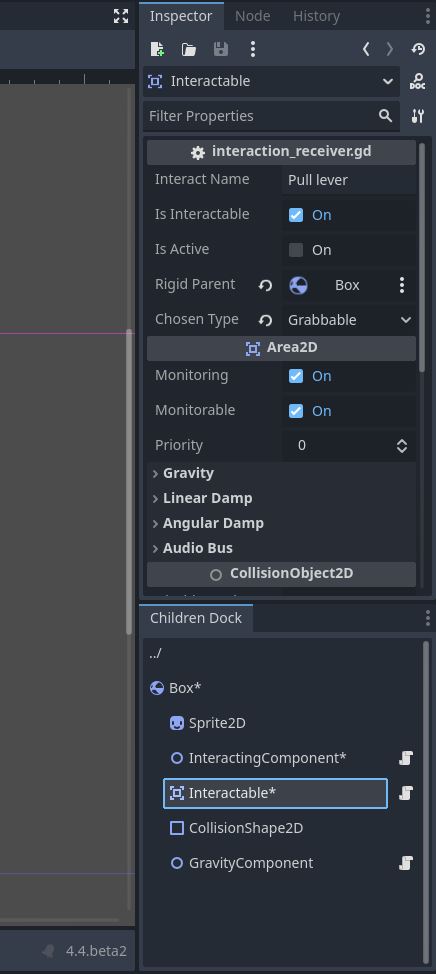 Inspector Node History
Interactable
DOC
Filter Properties
interaction_receiver.gd
Interact Name Pull lever
Is Interactable On
Is Active On
Rigid Parent Box
Chosen Type Grabbable
Area2D
Monitoring On
Monitorable On
Priority 0
Gravity
Linear Damp
Angular Damp
Audio Bus
CollisionObject2D
Children Dock
../
Box*
Sprite2D
InteractingComponent*
Interactable*
CollisionShape2D
GravityComponent
4.4.beta2